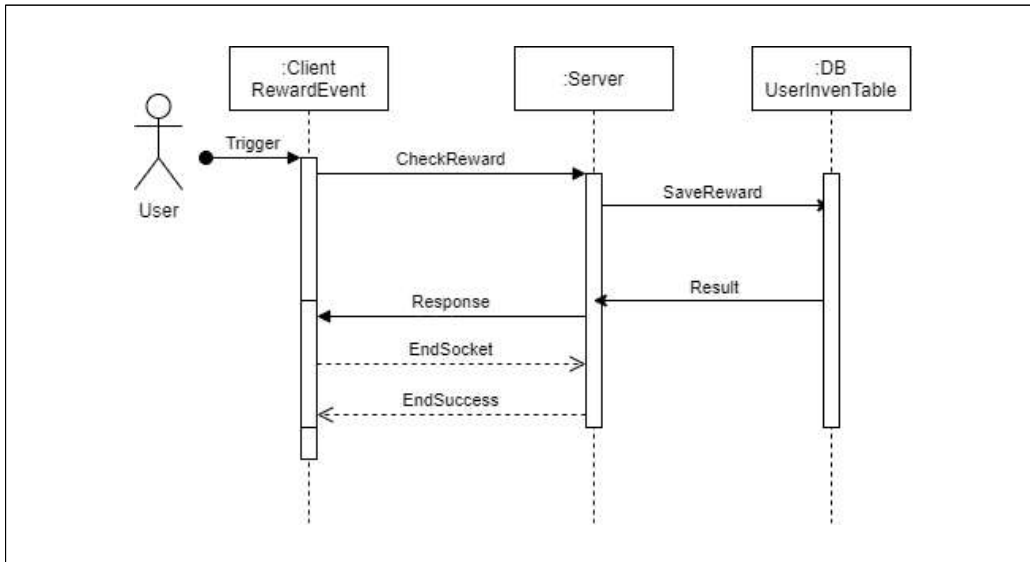 :Client
RewardEvent
:Server
:DB
UserInvenTable
Trigger
CheckReward
SaveReward
User
Result
Response
EndSocket
EndSuccess